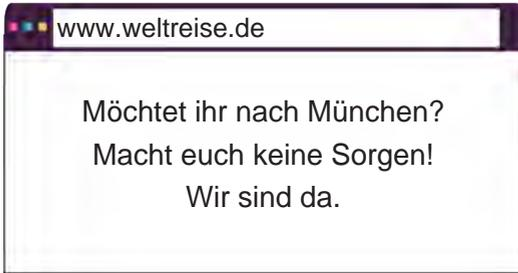 www.weltreise.de
Möchtet ihr nach München?
Macht euch keine Sorgen!
Wir sind da.